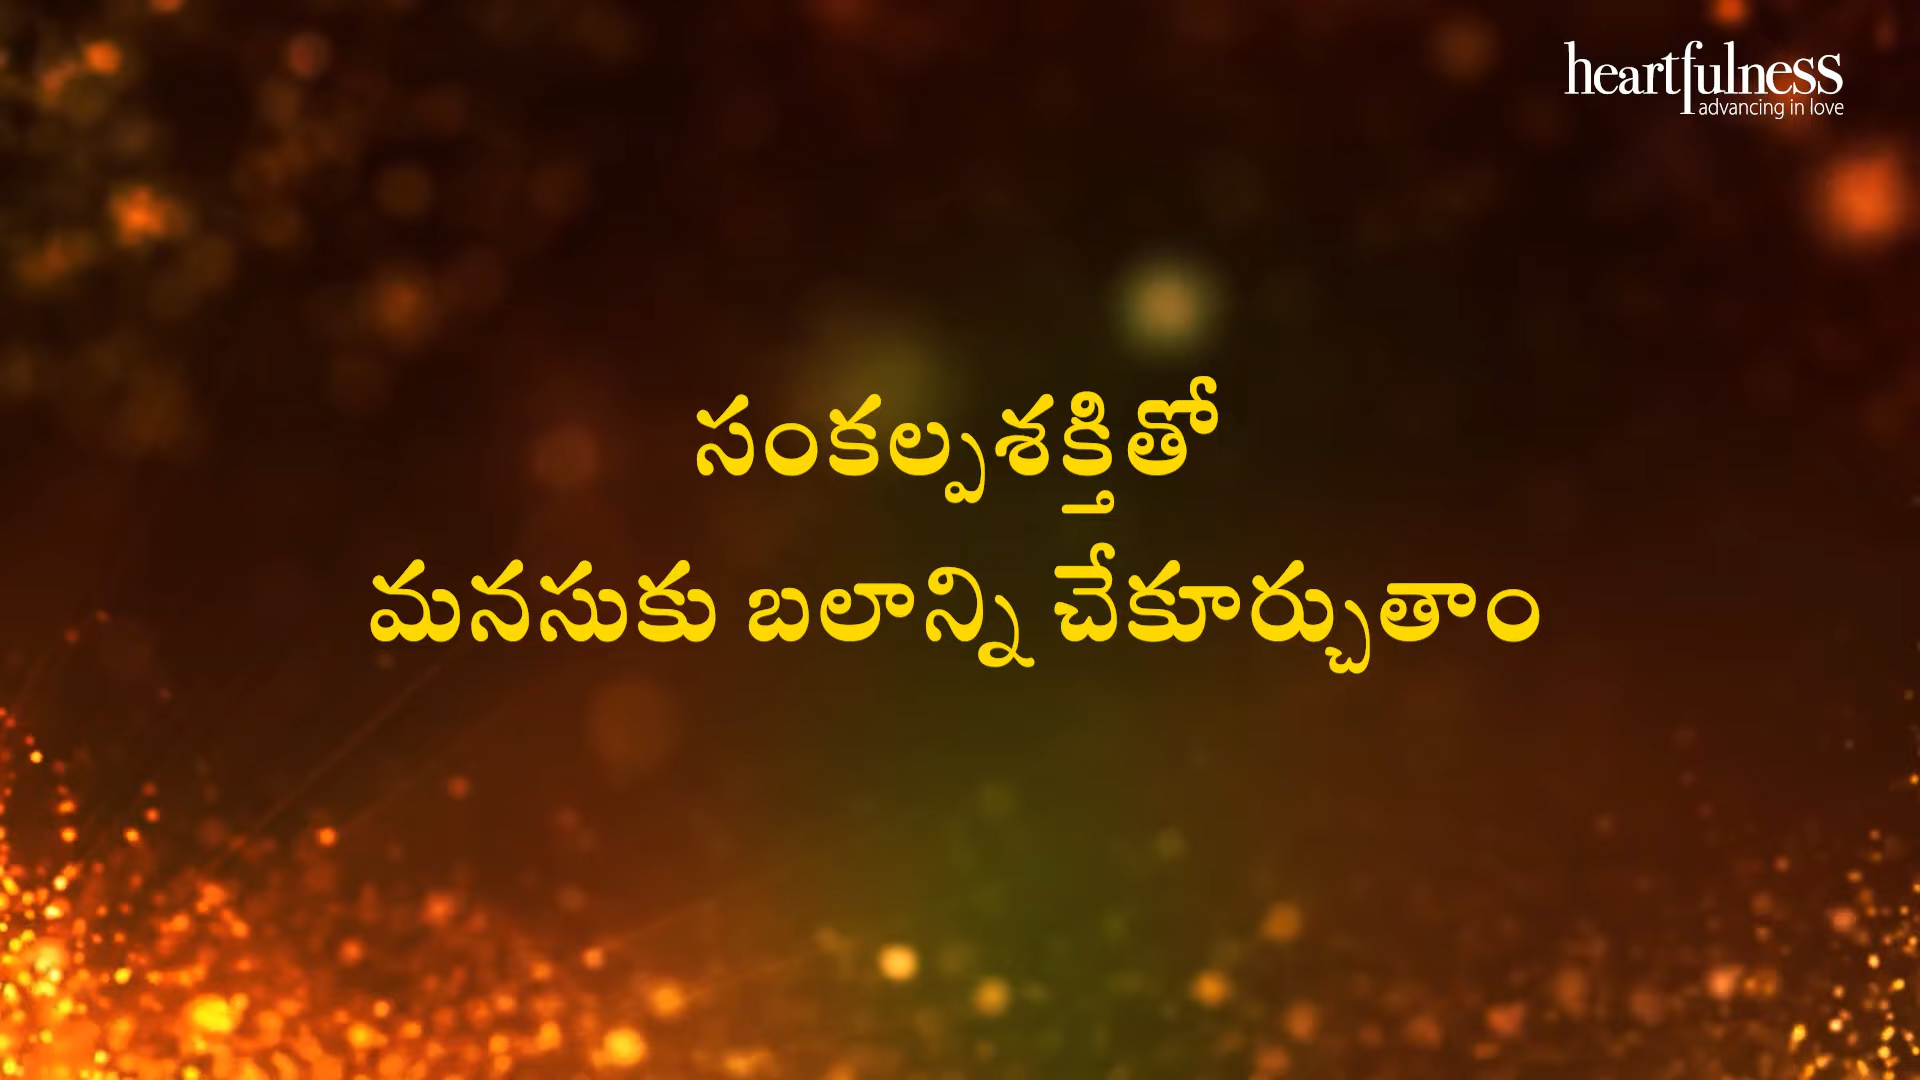 heartfulness
advancing in love
సంకల్పశక్తితో
మనసుకు బలాన్ని చేకూర్చుతాం